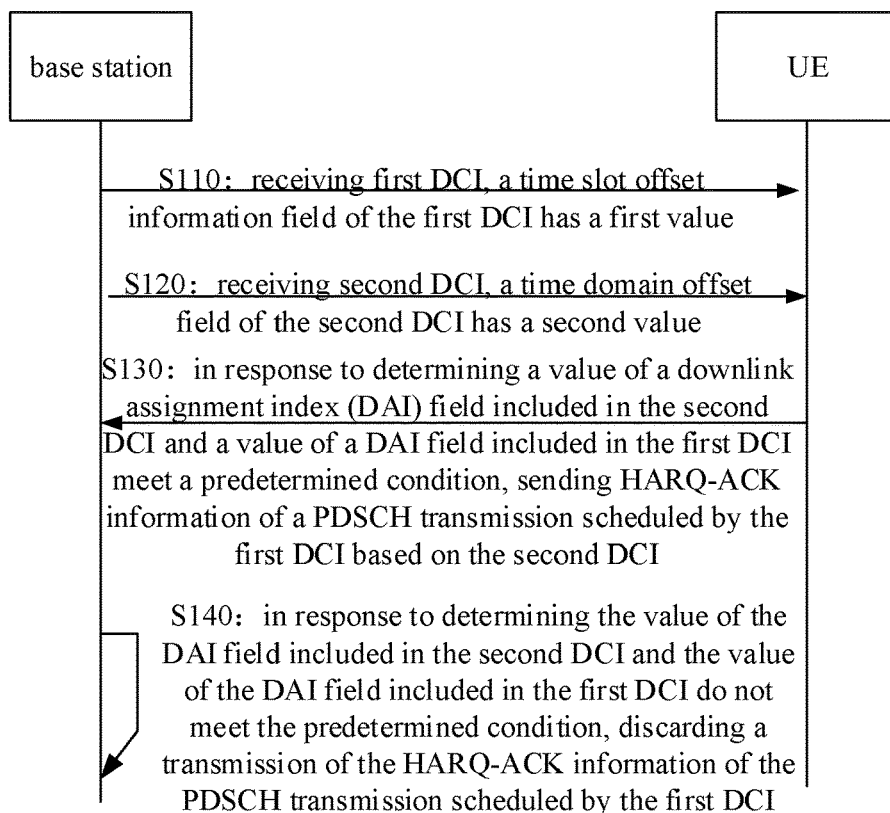 base station
UE
S110: receiving first DCI, a time slot offset
information field of the first DCI has a first value
S120: receiving second DCI, a time domain offset
field of the second DCI has a second value
S130: in response to determining a value of a downlink
assignment index (DAI) field included in the second
DCI and a value of a DAI field included in the first DCI
meet a predetermined condition, sending HARQ-ACK
information of a PDSCH transmission scheduled by the
first DCI based on the second DCI
S140: in response to determining the value of the
DAI field included in the second DCI and the value
of the DAI field included in the first DCI do not
meet the predetermined condition, discarding a
transmission of the HARQ-ACK information of the
PDSCH transmission scheduled by the first DCI